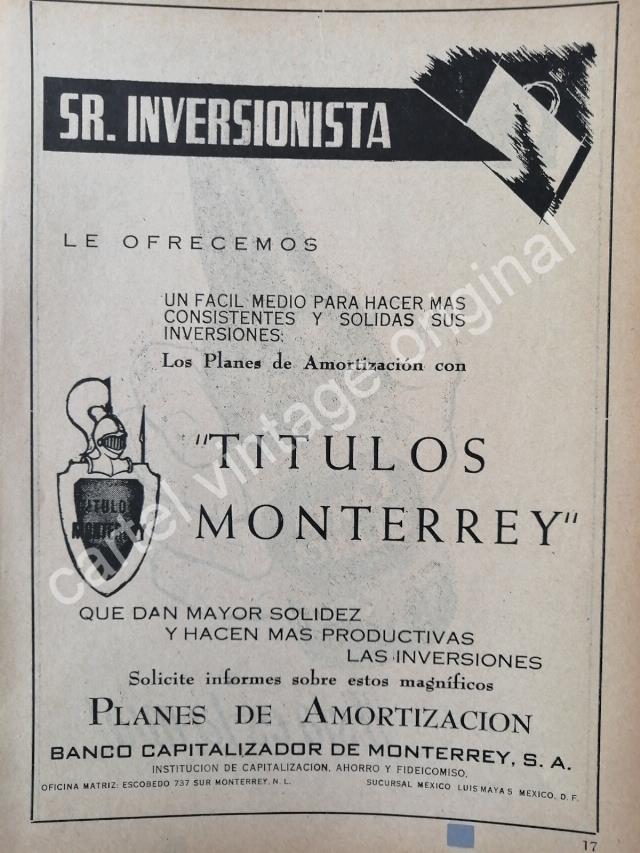 SR. INVERSIONISTA
LE OFRECEMOS
UN FACIL MEDIO PARA HACER MAS
CONSISTENTES Y SOLIDAS SUS
INVERSIONES:
Los Planes de Amortización con
"TITULOS
MONTERREY"
TITULO
MONTERREY
QUE DAN MAYOR SOLIDEZ
Y HACEN MAS PRODUCTIVAS
LAS INVERSIONES
Solicite informes sobre estos magníficos
PLANES DE AMORTIZACION
BANCO CAPITALIZADOR DE MONTERREY, S. A.
INSTITUCION DE CAPITALIZACION, AHORRO Y FIDEICOMISO,
OFICINA MATRIZ: ESCOBEDO 737 SUR MONTERREY, N. L. SUCURSAL MEXICO LUIS MAYA 5 MEXICO, D. F.
17
cartel vintage original